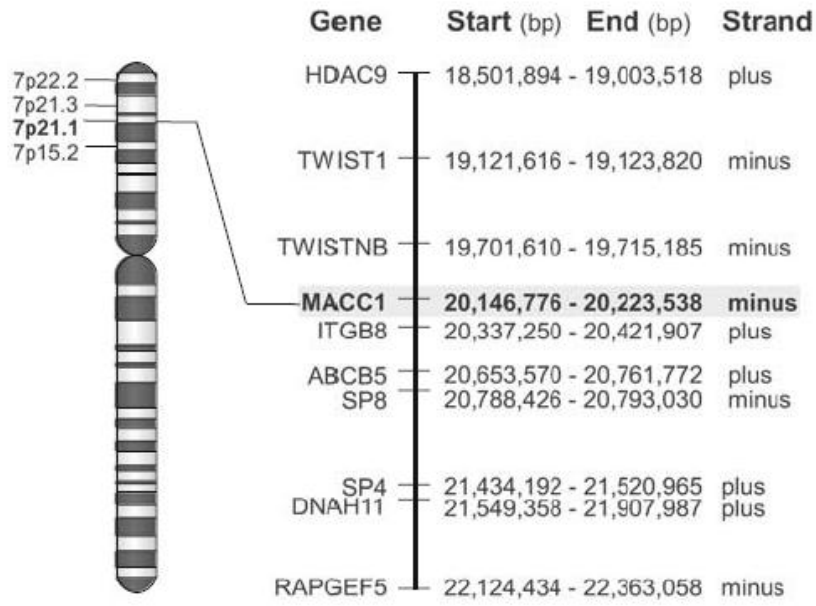 Gene Start (bp) End (bp) Strand
7p22.2
7p21.3
7p21.1
7p15.2
HDAC9 18,501,894 - 19,003,518 plus
TWIST1 19,121,616 - 19,123,820 minus
TWISTNB 19,701,610 - 19,715,185 minus
MACC1 20,146,776 - 20,223,538 minus
ITGB8 20,337,250 - 20,421,907 plus
ABCB5 20,653,570 - 20,761,772 plus
SP8 20,788,426 - 20,793,030 minus
SP4 21,434,192 - 21,520,965 plus
DNAH11 21,549,358 - 21,907,987 plus
RAPGEF5 22,124,434 - 22,363,058 minus